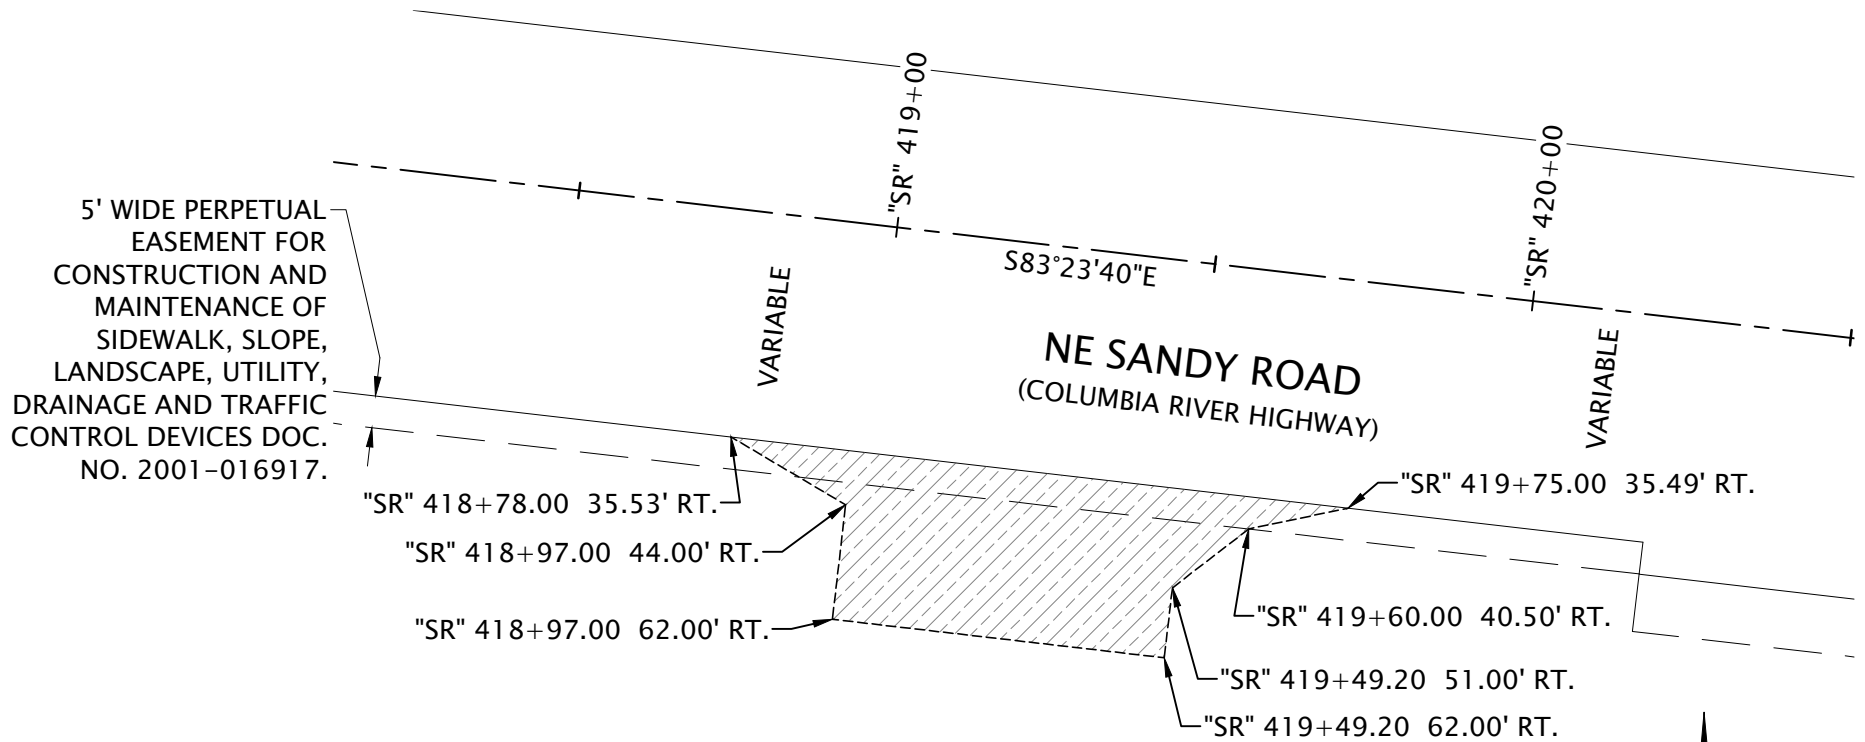 "SR" 419+00
"SR" 420+00
5' WIDE PERPETUAL
EASEMENT FOR
CONSTRUCTION AND
MAINTENANCE OF
SIDEWALK, SLOPE,
LANDSCAPE, UTILITY,
DRAINAGE AND TRAFFIC
CONTROL DEVICES DOC.
NO. 2001-016917.
S83°23'40"E
VARIABLE
VARIABLE
NE SANDY ROAD
(COLUMBIA RIVER HIGHWAY)
"SR" 418+78.00 35.53' RT.
"SR" 419+75.00 35.49' RT.
"SR" 418+97.00 44.00' RT.
"SR" 418+97.00 62.00' RT.
"SR" 419+60.00 40.50' RT.
"SR" 419+49.20 51.00' RT.
"SR" 419+49.20 62.00' RT.